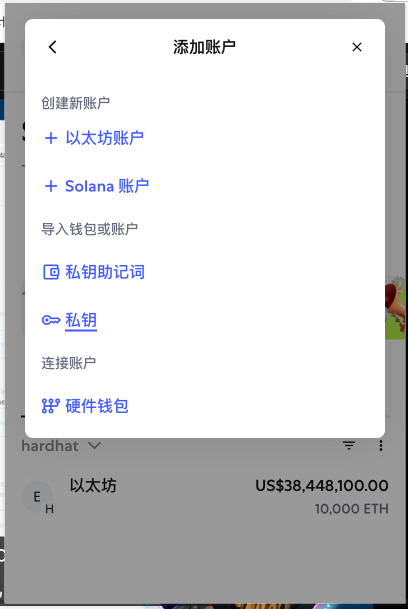 添加账户
创建新账户
以太坊账户
Solana 账户
导入钱包或账户
私钥助记词
私钥
连接账户
硬件钱包
hardhat
以太坊 US$38,448,100.00
E H 10,000 ETH